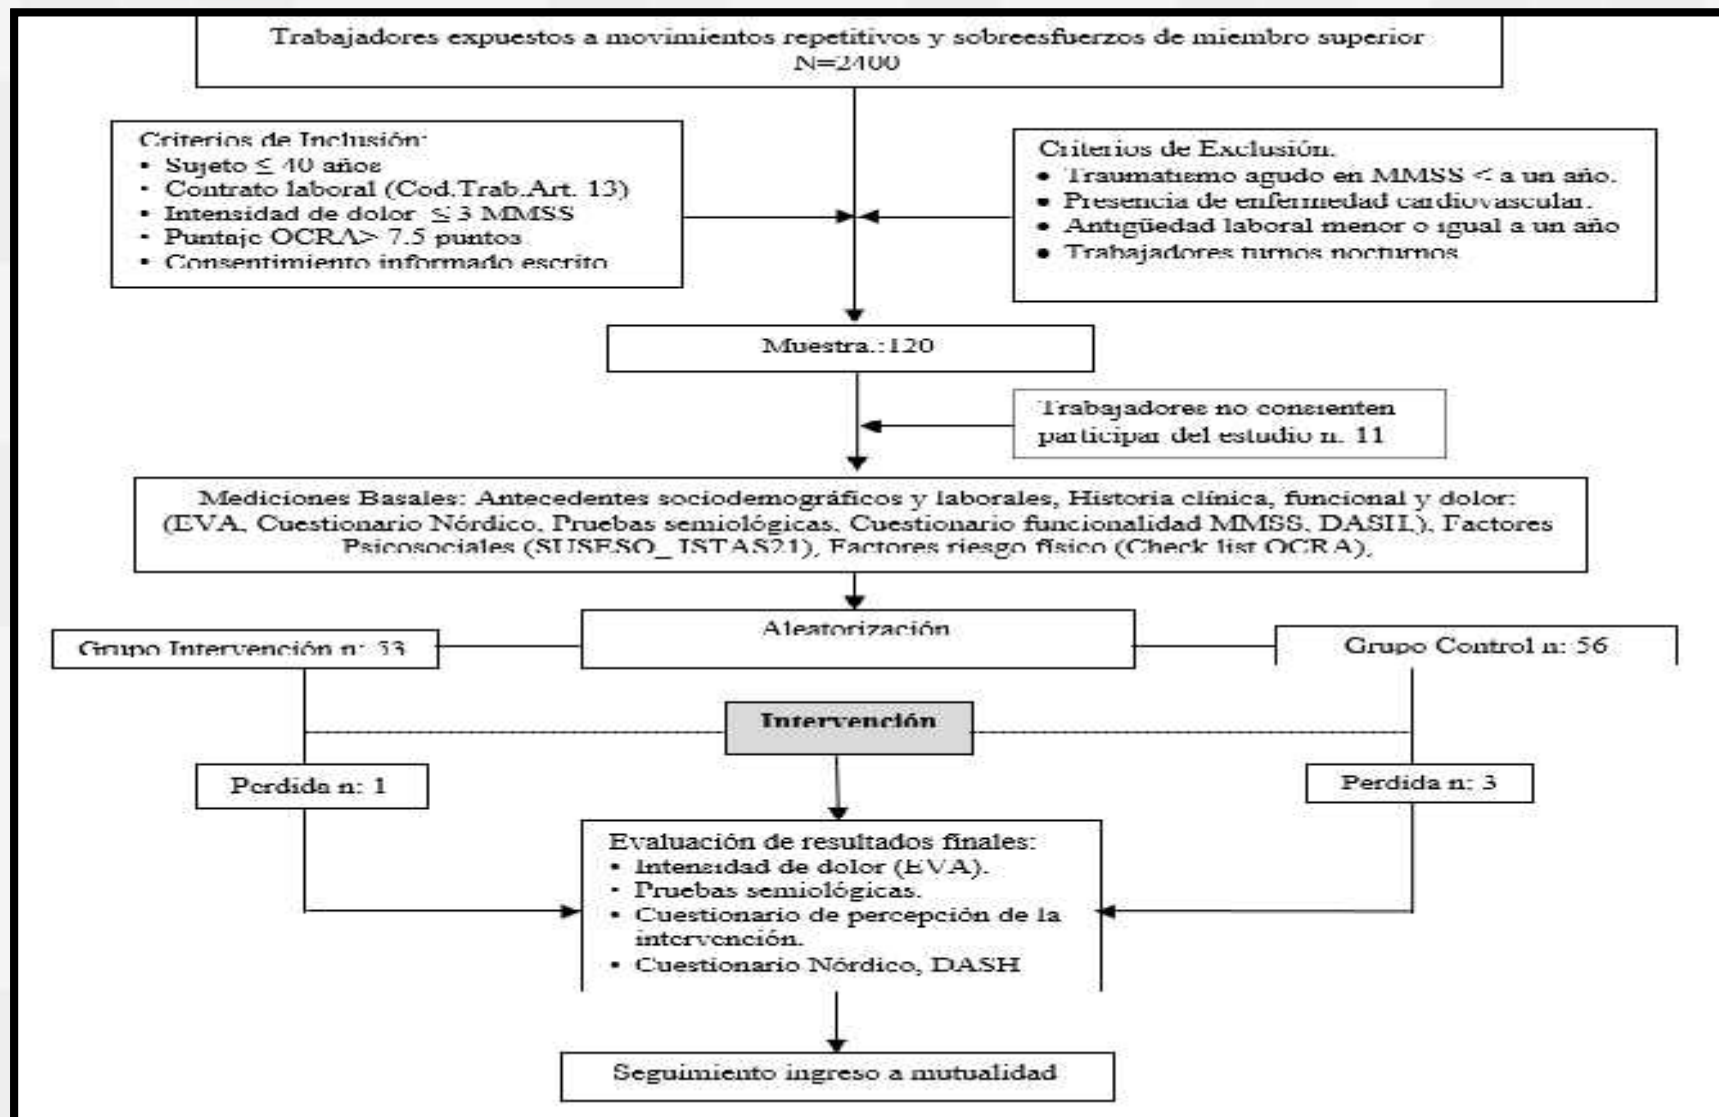 Trabajadores expuestos a movimientos repetitivos y sobreesfuerzos de miembro superior
N=2400
Criterios de Inclusión:
• Sujeto ≤ 40 años
• Contrato laboral (Cod.Trab.Art. 13)
• Intensidad de dolor ≤ 3 MMSS
• Puntaje OCRA> 7.5 puntos
• Consentimiento informado escrito
Criterios de Exclusión.
• Traumatismo agudo en MMSS < a un año.
• Presencia de enfermedad cardiovascular.
• Antigüedad laboral menor o igual a un año
• Trabajadores turnos nocturnos
Muestra.:120
Trabajadores no consienten
participar del estudio n. 11
Mediciones Basales: Antecedentes sociodemográficos y laborales, Historia clínica, funcional y dolor:
(EVA, Cuestionario Nórdico, Pruebas semiológicas, Cuestionario funcionalidad MMSS, DASH,), Factores
Psicosociales (SUSESO_ ISTAS21), Factores riesgo físico (Check list OCRA),
Aleatorización
Grupo Intervención n: 53
Grupo Control n: 56
Intervención
Perdida n: 1
Perdida n: 3
Evaluación de resultados finales:
• Intensidad de dolor (EVA).
• Pruebas semiológicas.
• Cuestionario de percepción de la
intervención.
• Cuestionario Nórdico, DASH
Seguimiento ingreso a mutualidad